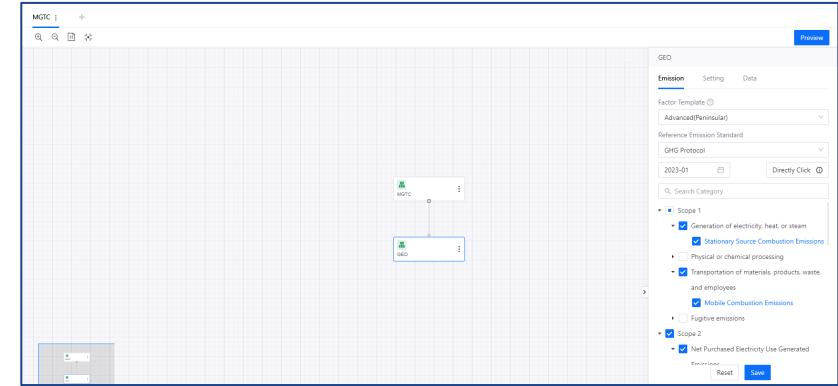 MGTC
Preview
GEO
Emission Setting Data
Factor Template
Advanced(Peninsular)
Reference Emission Standard
GHG Protocol
2023-01 Directly Click
Search Category
Scope 1
Generation of electricity, heat, or steam
Stationary Source Combustion Emissions
Physical or chemical processing
Transportation of materials, products, waste,
and employees
Mobile Combustion Emissions
Fugitive emissions
Scope 2
Net Purchased Electricity Use Generated
Emissions
Reset Save
MGTC
GEO